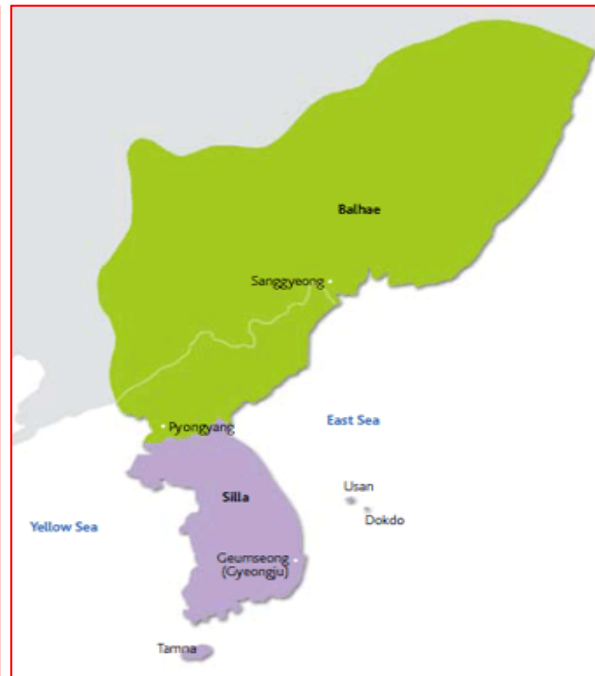 Balhae
Sanggyeong
Pyongyang
East Sea
Usan
Silla
Dokdo
Yellow Sea
Geumseong
(Gyeongju)
Tamna